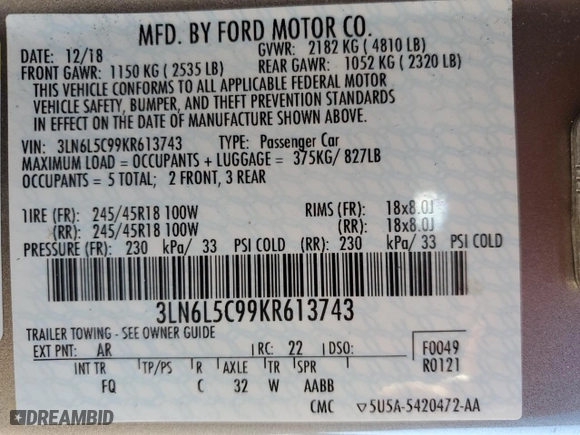 MFD. BY FORD MOTOR CO.
DATE: 12/18 GVWR: 2182 KG ( 4810 LB)
FRONT GAWR: 1150 KG ( 2535 LB) REAR GAWR: 1052 KG ( 2320 LB)
THIS VEHICLE CONFORMS TO ALL APPLICABLE FEDERAL MOTOR
VEHICLE SAFETY, BUMPER, AND THEFT PREVENTION STANDARDS
IN EFFECT ON THE DATE OF MANUFACTURE SHOWN ABOVE.
VIN: 3LN6L5C99KR613743 TYPE: Passenger Car
MAXIMUM LOAD = OCCUPANTS + LUGGAGE = 375KG/ 827LB
OCCUPANTS = 5 TOTAL; 2 FRONT, 3 REAR
TIRE (FR): 245/45R18 100W RIMS (FR): 18x8.0J
(RR): 245/45R18 100W (RR): 18x8.0J
PRESSURE (FR): 230 kPa/ 33 PSI COLD (RR): 230 kPa/ 33 PSI COLD
3LN6L5C99KR613743
TRAILER TOWING - SEE OWNER GUIDE
EXT PNT: AR RC: 22 DSO: F0049
INT TR TP/PS R AXLE TR SPR R0121
FQ C 32 W AABB
CMC ▽5U5A-5420472-AA
DREAMBID